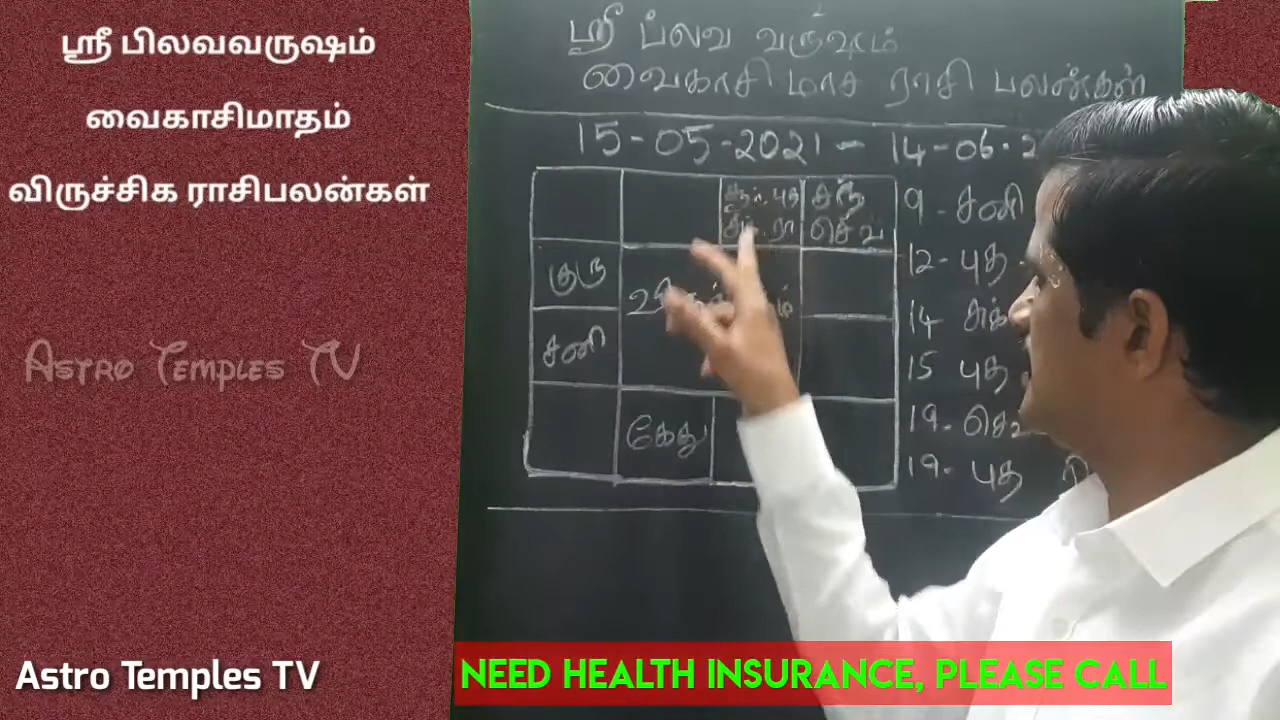 ஸ்ரீ பிலவவருஷம்
வைகாசிமாதம்
விருச்சிக ராசிபலன்கள்
Astro Temples TV
Astro Temples TV
ஸ்ரீ ப்லவ வருஷம்
வைகாசி மாச ராசி பலன்கள்
15-05-2021 - 14-06-2
சூரி. புத சந்
ரா செவ்
குரு
சனி
கேது
9 - சனி
12 - புத -
14
15 புத
19 -
19 - புத
NEED HEALTH INSURANCE, PLEASE CALL